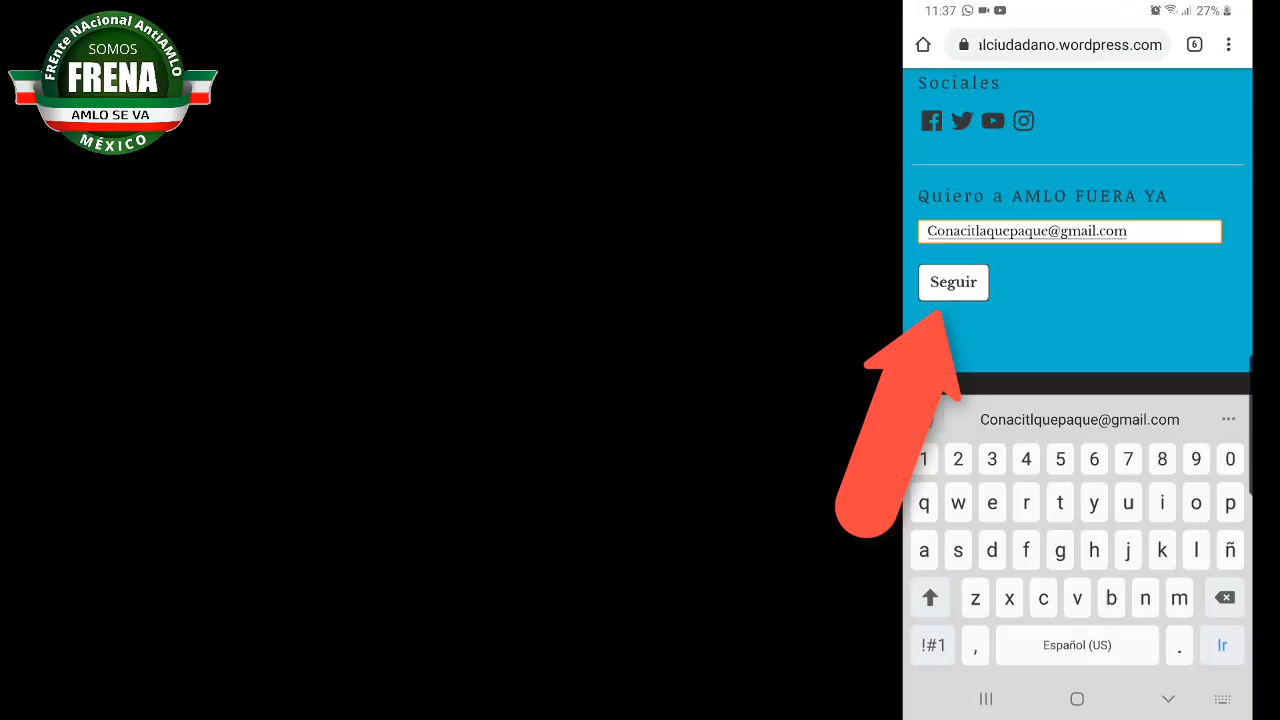 FREnte NAcional AntiAMLO
SOMOS
FRENA
AMLO SE VA
MÉXICO
11:37
27%
alciudadano.wordpress.com
6
Sociales
Quiero a AMLO FUERA YA
Conacitlaquepaque@gmail.com
Seguir
Conacitlquepaque@gmail.com
1 2 3 4 5 6 7 8 9 0
q w e r t y u i o p
a s d f g h j k l ñ
z x c v b n m
!#1 , Español (US) . Ir